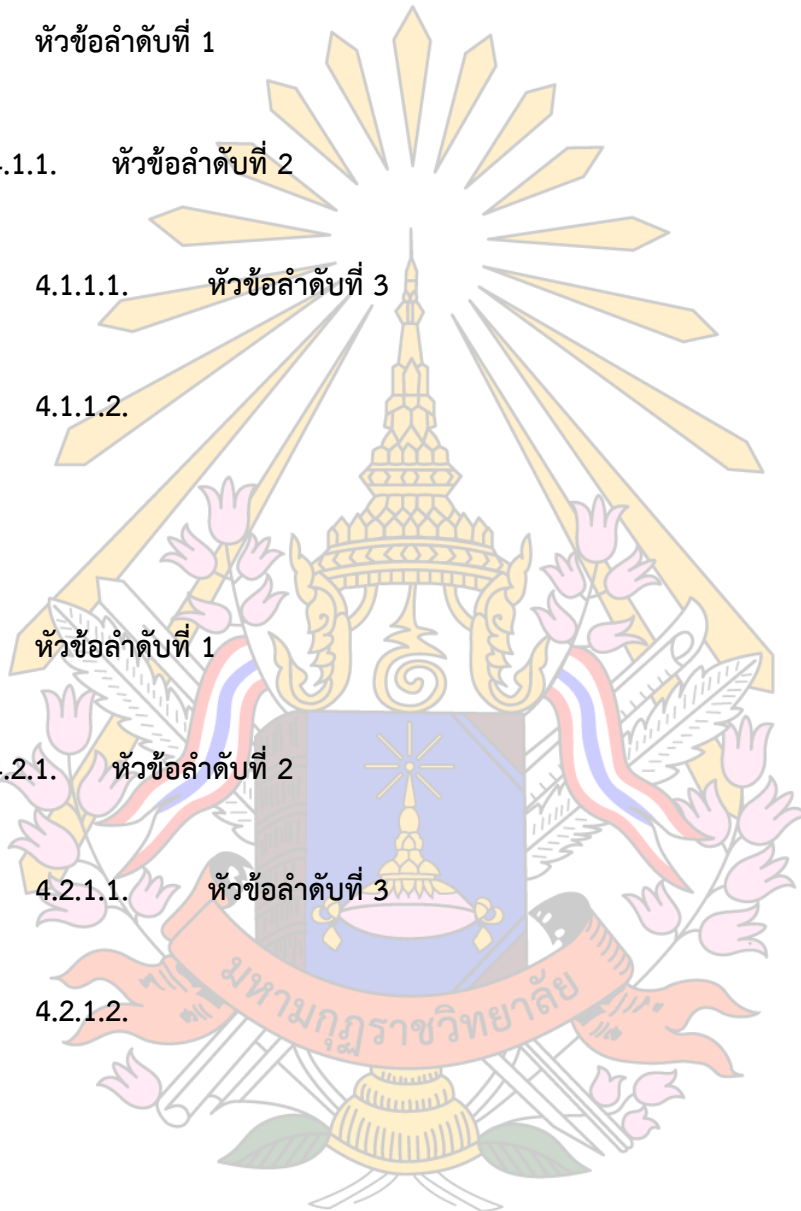 หัวข้อลำดับที่ 1
.1.1. หัวข้อลำดับที่ 2
4.1.1.1. หัวข้อลำดับที่ 3
4.1.1.2.
หัวข้อลำดับที่ 1
.2.1. หัวข้อลำดับที่ 2
4.2.1.1. หัวข้อลำดับที่ 3
4.2.1.2.
มหามกุฏราชวิทยาลัย